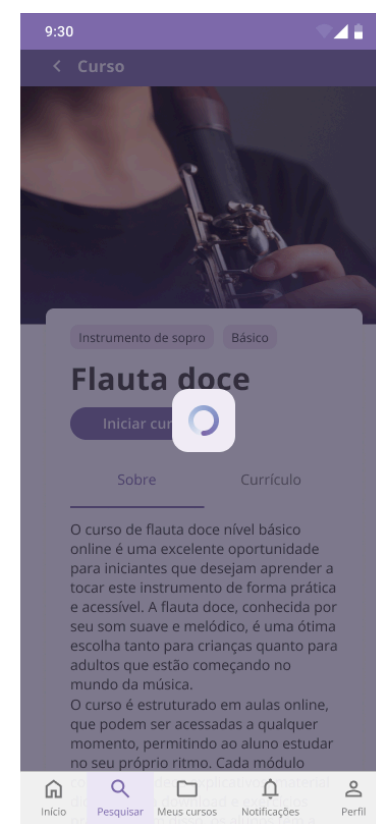 9:30
Curso
Instrumento de sopro
Básico
Flauta doce
Iniciar cur
Sobre
Currículo
O curso de flauta doce nível básico
online é uma excelente oportunidade
para iniciantes que desejam aprender a
tocar este instrumento de forma prática
e acessível. A flauta doce, conhecida por
seu som suave e melódico, é uma ótima
escolha tanto para crianças quanto para
adultos que estão começando no
mundo da música.
O curso é estruturado em aulas online,
que podem ser acessadas a qualquer
momento, permitindo ao aluno estudar
no seu próprio ritmo. Cada módulo
Início
Pesquisar
Meus cursos
Notificações
Perfil